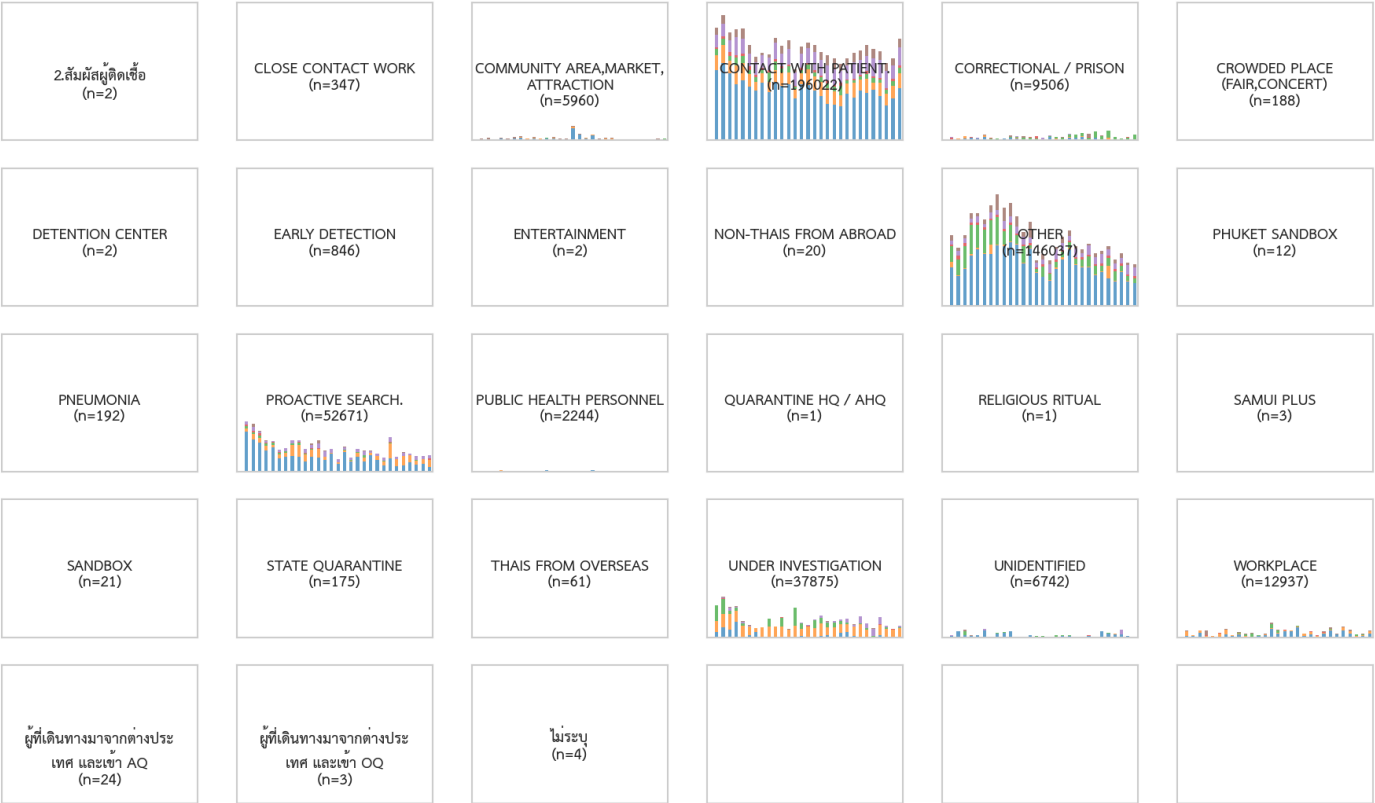 2.สัมผัสผู้ติดเชื้อ
(n=2)
CLOSE CONTACT WORK
(n=347)
COMMUNITY AREA,MARKET,
ATTRACTION
(n=5960)
CONTACT WITH PATIENT.
(n=196022)
CORRECTIONAL / PRISON
(n=9506)
CROWDED PLACE
(FAIR,CONCERT)
(n=188)
DETENTION CENTER
(n=2)
EARLY DETECTION
(n=846)
ENTERTAINMENT
(n=2)
NON-THAIS FROM ABROAD
(n=20)
OTHER
(n=146037)
PHUKET SANDBOX
(n=12)
PNEUMONIA
(n=192)
PROACTIVE SEARCH.
(n=52671)
PUBLIC HEALTH PERSONNEL
(n=2244)
QUARANTINE HQ / AHQ
(n=1)
RELIGIOUS RITUAL
(n=1)
SAMUI PLUS
(n=3)
SANDBOX
(n=21)
STATE QUARANTINE
(n=175)
THAIS FROM OVERSEAS
(n=61)
UNDER INVESTIGATION
(n=37875)
UNIDENTIFIED
(n=6742)
WORKPLACE
(n=12937)
ผู้ที่เดินทางมาจากต่างประ
เทศ และเข้า AQ
(n=24)
ผู้ที่เดินทางมาจากต่างประ
เทศ และเข้า OQ
(n=3)
ไม่ระบุ
(n=4)